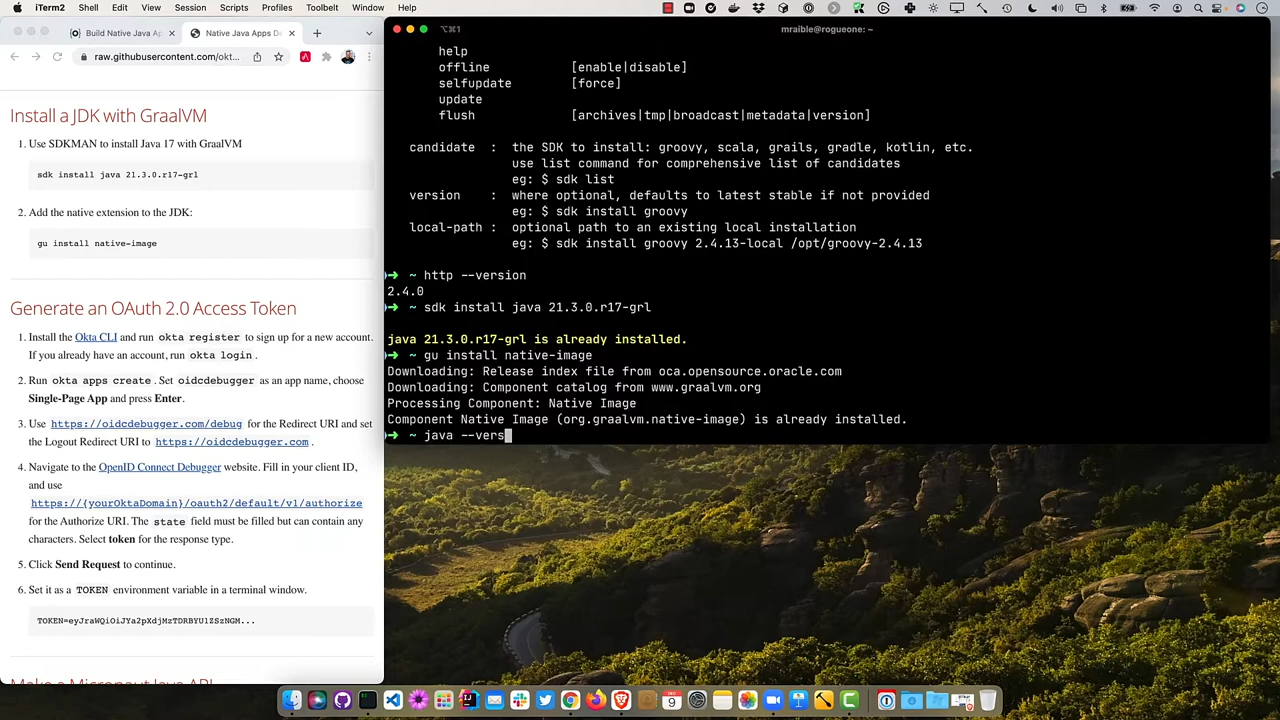 iTerm2 Shell Edit View Session Scripts Profiles Toolbelt Window Help
Build Native Java Ap
Native Java Apps De
raw.githubusercontent.com/okt...
Install a JDK with GraalVM
1. Use SDKMAN to install Java 17 with GraalVM
sdk install java 21.3.0.r17-grl
2. Add the native extension to the JDK:
gu install native-image
Generate an OAuth 2.0 Access Token
1. Install the Okta CLI and run okta register to sign up for a new account.
If you already have an account, run okta login .
2. Run okta apps create . Set oidcdebugger as an app name, choose
Single-Page App and press Enter.
3. Use https://oidcdebugger.com/debug for the Redirect URI and set
the Logout Redirect URI to https://oidcdebugger.com .
4. Navigate to the OpenID Connect Debugger website. Fill in your client ID,
and use
https://{yourOktaDomain}/oauth2/default/v1/authorize
for the Authorize URI. The state field must be filled but can contain any
characters. Select token for the response type.
5. Click Send Request to continue.
6. Set it as a TOKEN environment variable in a terminal window.
TOKEN=eyJraWQiOiJYa2pXdjMzTDRBYU1ZSzNGM...
Make a Micronaut Java API
⌥⌘1
mraible@rogueone: ~
help
offline [enable|disable]
selfupdate [force]
update
flush [archives|tmp|broadcast|metadata|version]
candidate : the SDK to install: groovy, scala, grails, gradle, kotlin, etc.
use list command for comprehensive list of candidates
eg: $ sdk list
version : where optional, defaults to latest stable if not provided
eg: $ sdk install groovy
local-path : optional path to an existing local installation
eg: $ sdk install groovy 2.4.13-local /opt/groovy-2.4.13
➜ ~ http --version
2.4.0
➜ ~ sdk install java 21.3.0.r17-grl
java 21.3.0.r17-grl is already installed.
➜ ~ gu install native-image
Downloading: Release index file from oca.opensource.oracle.com
Downloading: Component catalog from www.graalvm.org
Processing Component: Native Image
Component Native Image (org.graalvm.native-image) is already installed.
➜ ~ java --vers
DEC
9